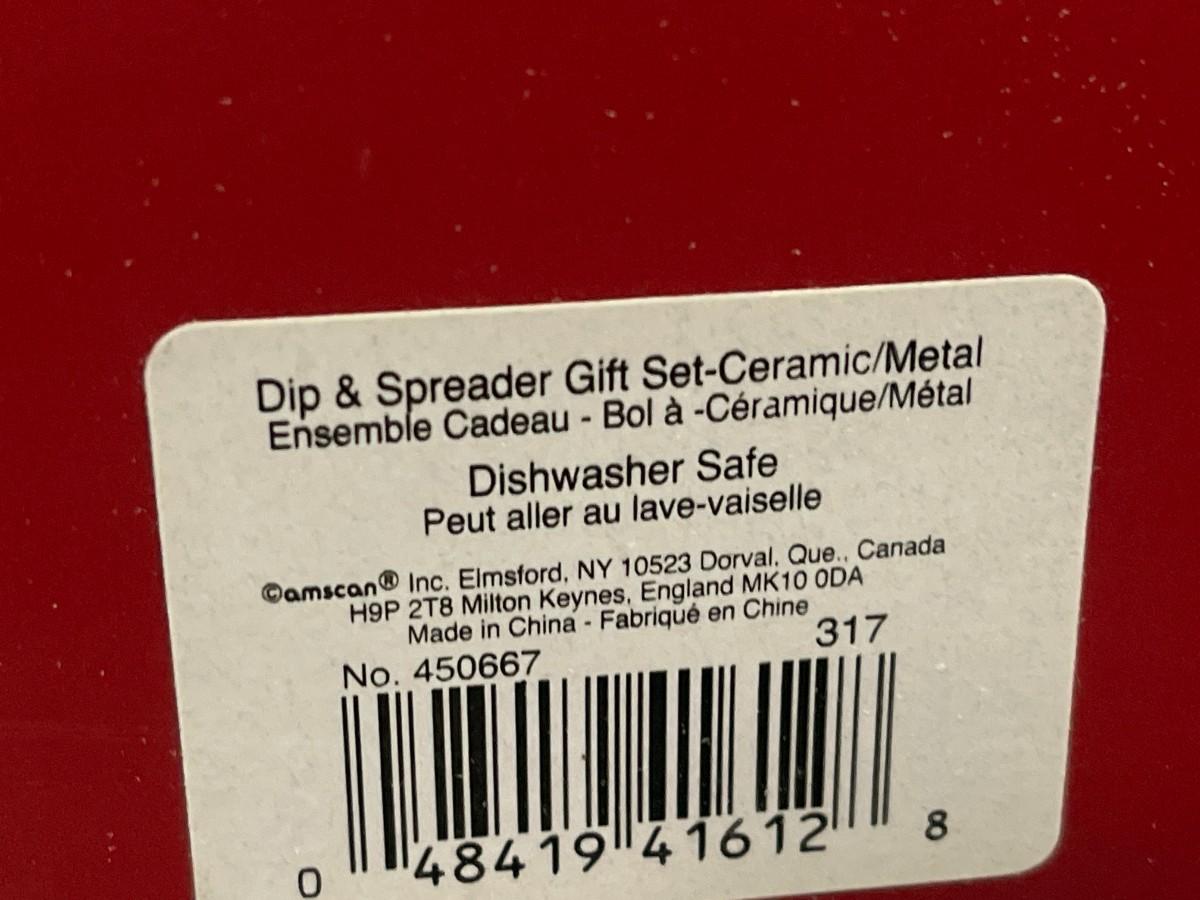 Dip & Spreader Gift Set-Ceramic/Metal
Ensemble Cadeau - Bol à -Céramique/Métal
Dishwasher Safe
Peut aller au lave-vaiselle
©amscan® Inc. Elmsford, NY 10523 Dorval, Que., Canada
H9P 2T8 Milton Keynes, England MK10 0DA
Made in China - Fabriqué en Chine
No. 450667 317
0 48419 41612 8